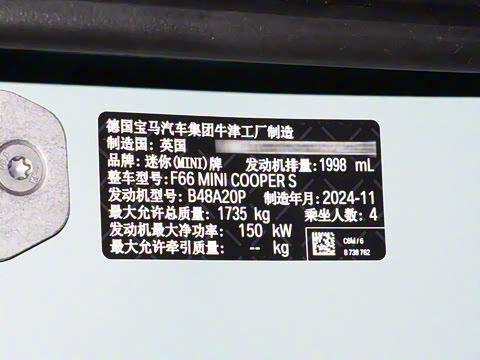 德国宝马汽车集团牛津工厂制造
制造国: 英国
品牌: 迷你(MINI)牌 发动机排量: 1998 mL
整车型号: F66 MINI COOPER S
发动机型号: B48A20P 制造年月: 2024-11
最大允许总质量: 1735 kg 乘坐人数: 4
发动机最大净功率: 150 kW
最大允许牵引质量: -- kg
CGM / 6
8 738 762